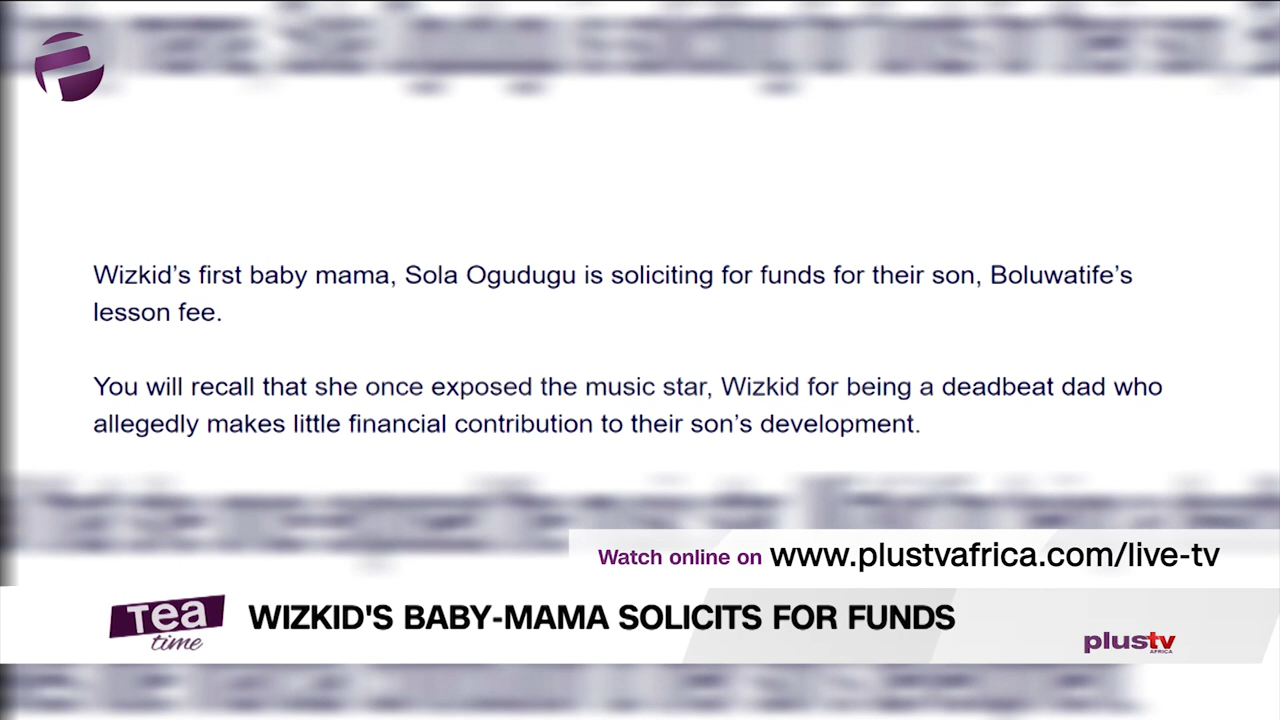 Wizkid’s first baby mama, Sola Ogudugu is soliciting for funds for their son, Boluwatife’s
lesson fee.
You will recall that she once exposed the music star, Wizkid for being a deadbeat dad who
allegedly makes little financial contribution to their son’s development.
Watch online on www.plustvafrica.com/live-tv
Tea
time
WIZKID'S BABY-MAMA SOLICITS FOR FUNDS
plustv
AFRICA